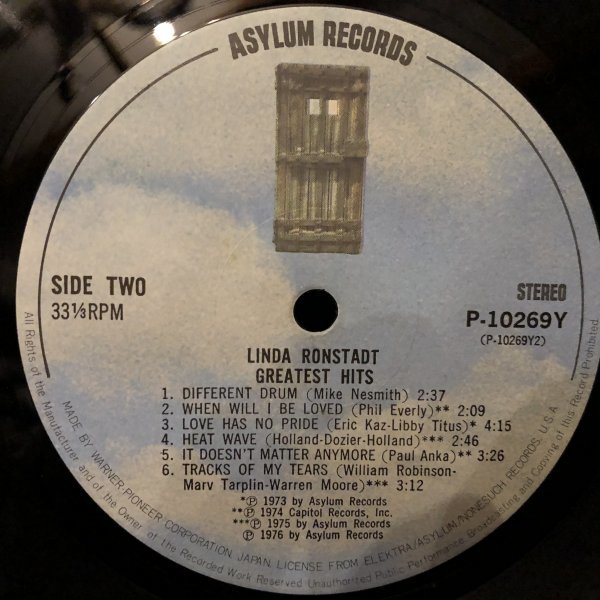 ASYLUM RECORDS
SIDE TWO
33⅓RPM
STEREO
P-10269Y
(P-10269Y2)
LINDA RONSTADT
GREATEST HITS
1. DIFFERENT DRUM (Mike Nesmith) 2:37
2. WHEN WILL I BE LOVED (Phil Everly)** 2:09
3. LOVE HAS NO PRIDE (Eric Kaz-Libby Titus)* 4:15
4. HEAT WAVE (Holland-Dozier-Holland)*** 2:46
5. IT DOESN'T MATTER ANYMORE (Paul Anka)** 3:26
6. TRACKS OF MY TEARS (William Robinson-
Marv Tarplin-Warren Moore)*** 3:12
*Ⓟ 1973 by Asylum Records
**Ⓟ 1974 Capitol Records, Inc.
***Ⓟ 1975 by Asylum Records
Ⓟ 1976 by Asylum Records
MADE BY WARNER-PIONEER CORPORATION JAPAN, LICENSE FROM ELEKTRA/ASYLUM/NONESUCH RECORDS, U.S.A.
All Rights of the Manufacturer and of the Owner of the Recorded Work Reserved Unauthorized Public Performance, Broadcasting and Copying of this Record Prohibited